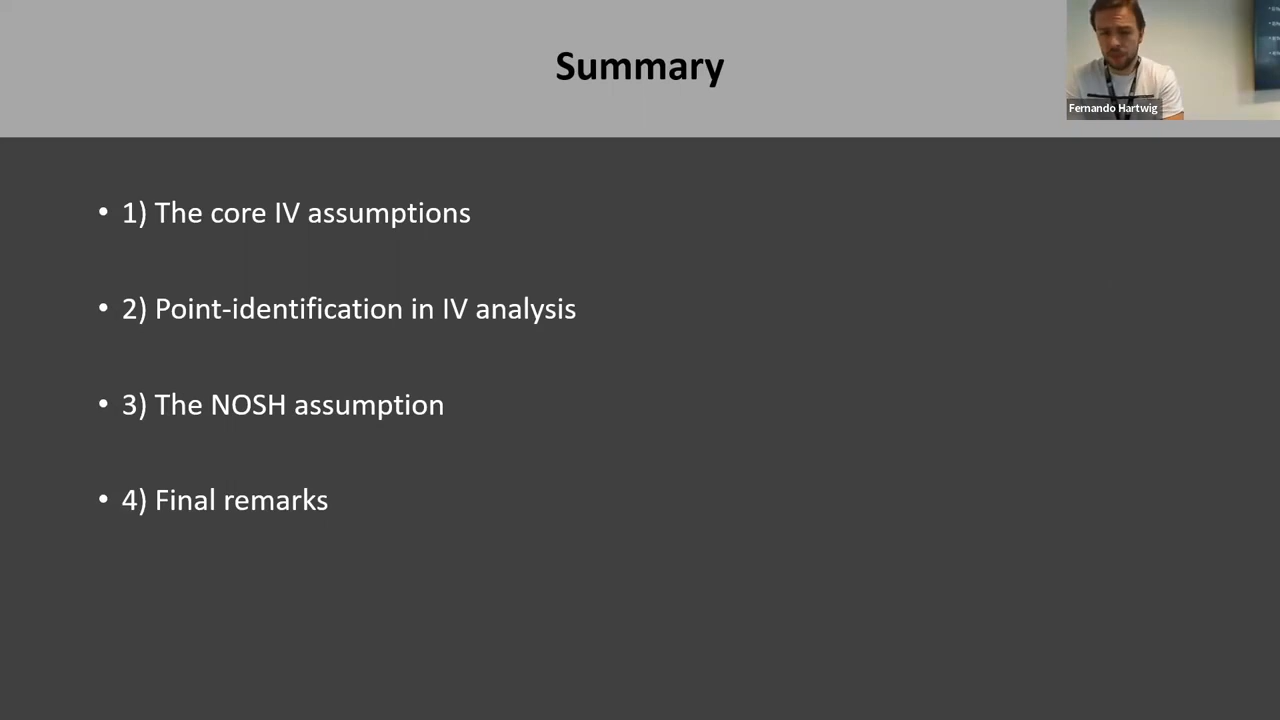 Summary
Fernando Hartwig
• 1) The core IV assumptions
• 2) Point-identification in IV analysis
• 3) The NOSH assumption
• 4) Final remarks